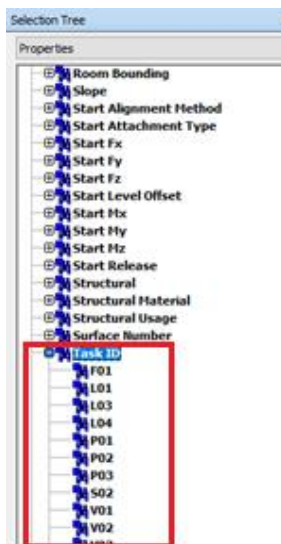 Selection Tree
Properties
Room Bounding
Slope
Start Alignment Method
Start Attachment Type
Start Fx
Start Fy
Start Fz
Start Level Offset
Start Mx
Start My
Start Mz
Start Release
Structural
Structural Material
Structural Usage
Surface Number
Task ID
F01
L01
L03
L04
P01
P02
P03
S02
V01
V02